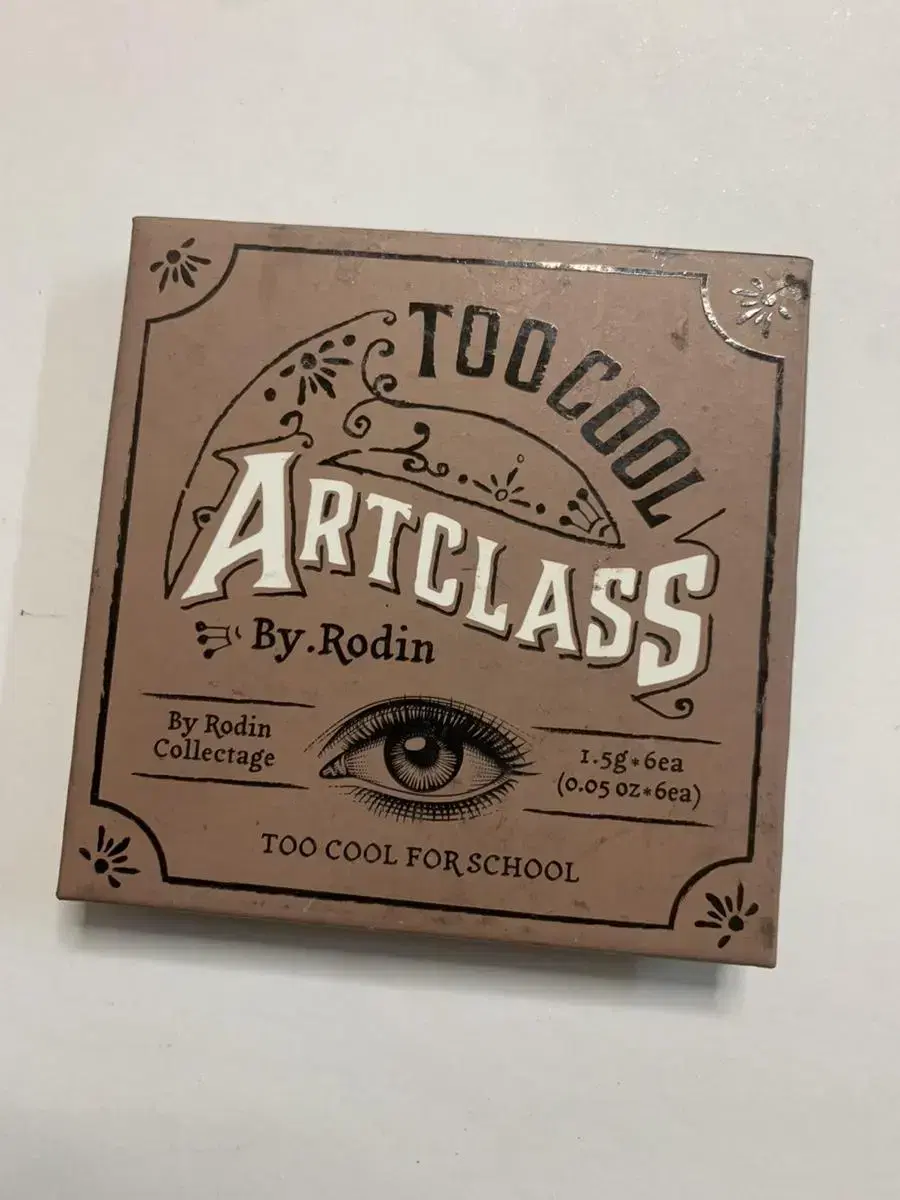 TOO COOL
ARTCLASS
By.Rodin
By Rodin
Collectage
1.5g*6ea
(0.05 oz*6ea)
TOO COOL FOR SCHOOL